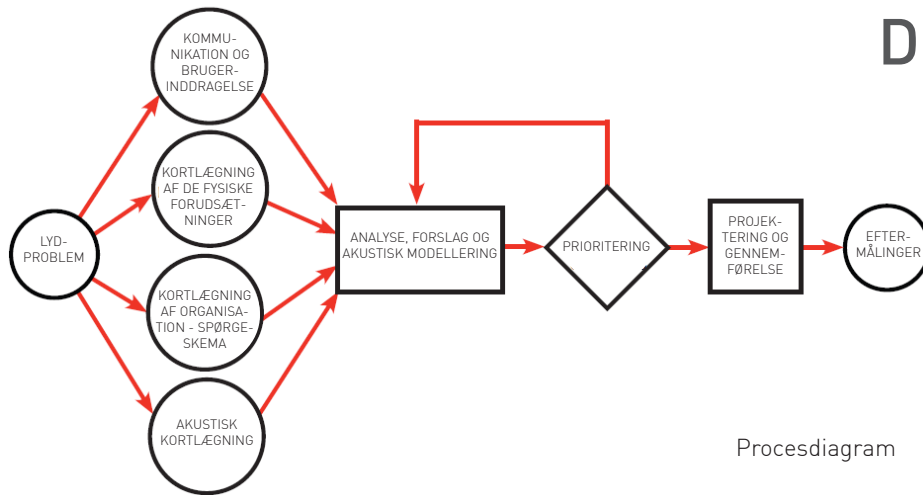 D
KOMMU-
NIKATION OG
BRUGER-
INDDRAGELSE
KORTLÆGNING
AF DE FYSISKE
FORUDSÆT-
NINGER
LYD-
PROBLEM
KORTLÆGNING
AF ORGANISA-
TION - SPØRGE-
SKEMA
AKUSTISK
KORTLÆGNING
ANALYSE, FORSLAG OG
AKUSTISK MODELLERING
PRIORITERING
PROJEK-
TERING OG
GENNEM-
FØRELSE
EFTER-
MÅLINGER
Procesdiagram